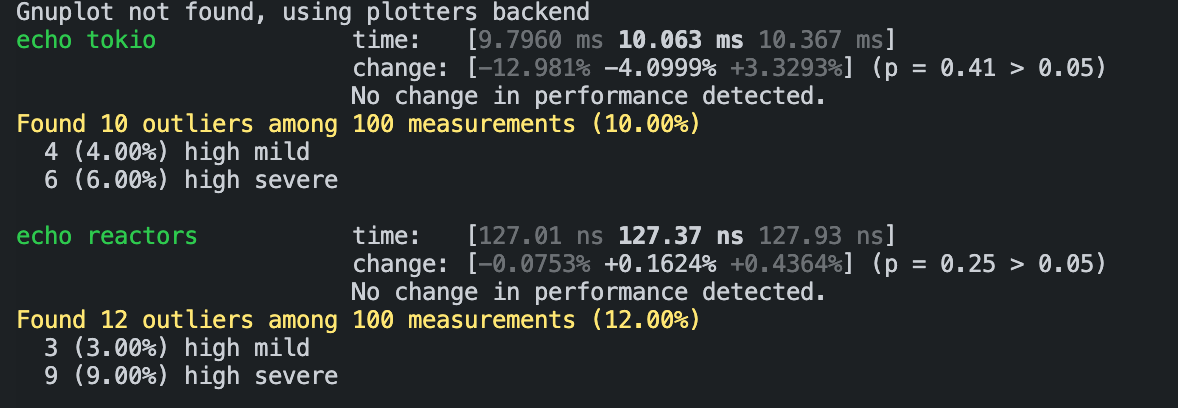 Gnuplot not found, using plotters backend
echo tokio              time:   [9.7960 ms 10.063 ms 10.367 ms]
                        change: [−12.981% −4.0999% +3.3293%] (p = 0.41 > 0.05)
                        No change in performance detected.
Found 10 outliers among 100 measurements (10.00%)
  4 (4.00%) high mild
  6 (6.00%) high severe
echo reactors           time:   [127.01 ns 127.37 ns 127.93 ns]
                        change: [−0.0753% +0.1624% +0.4364%] (p = 0.25 > 0.05)
                        No change in performance detected.
Found 12 outliers among 100 measurements (12.00%)
  3 (3.00%) high mild
  9 (9.00%) high severe